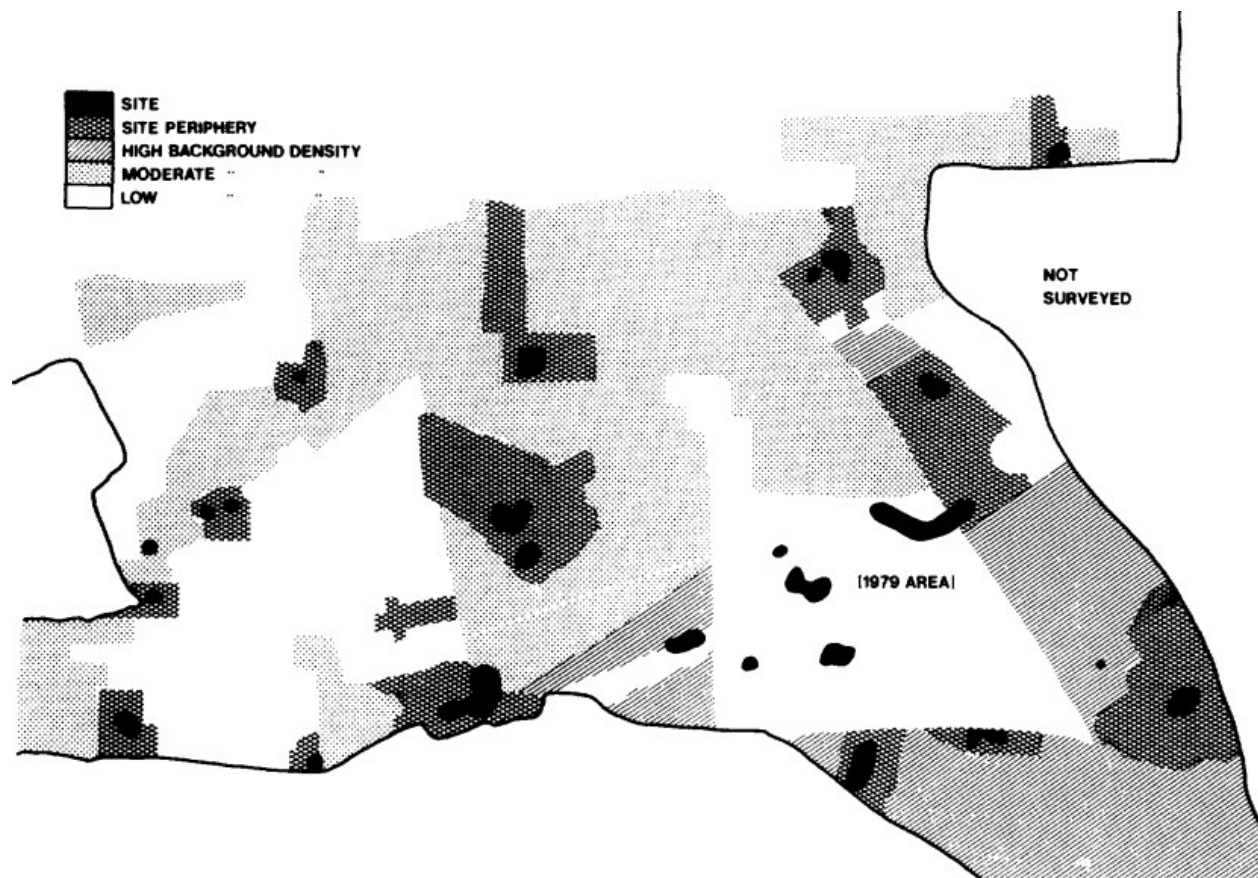 SITE
SITE PERIPHERY
HIGH BACKGROUND DENSITY
MODERATE " "
LOW " "
NOT
SURVEYED
[1979 AREA]